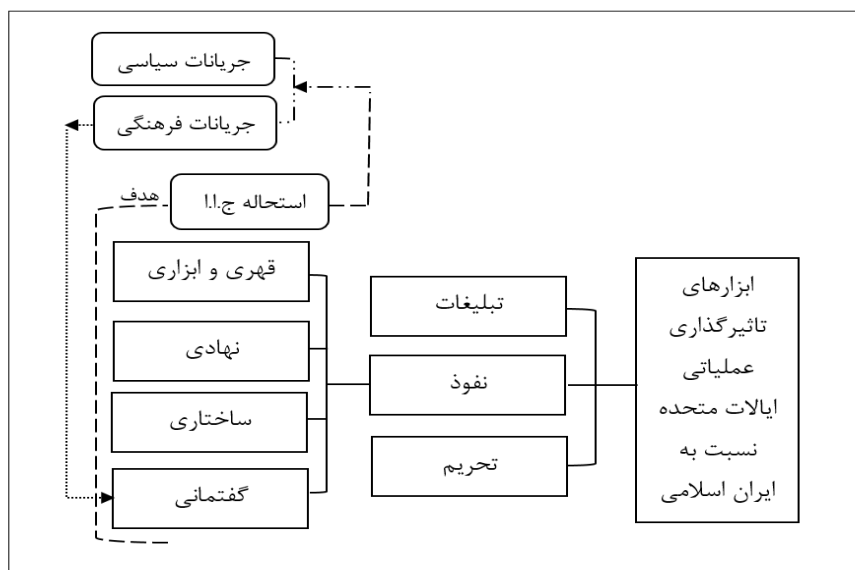 جریانات سیاسی
جریانات فرهنگی
هدف
استحاله ج.ا.ا
ابزارهای
تاثیرگذاری
عملیاتی
ایالات متحده
نسبت به
ایران اسلامی
تبلیغات
نفوذ
تحریم
قهری و ابزاری
نهادی
ساختاری
گفتمانی